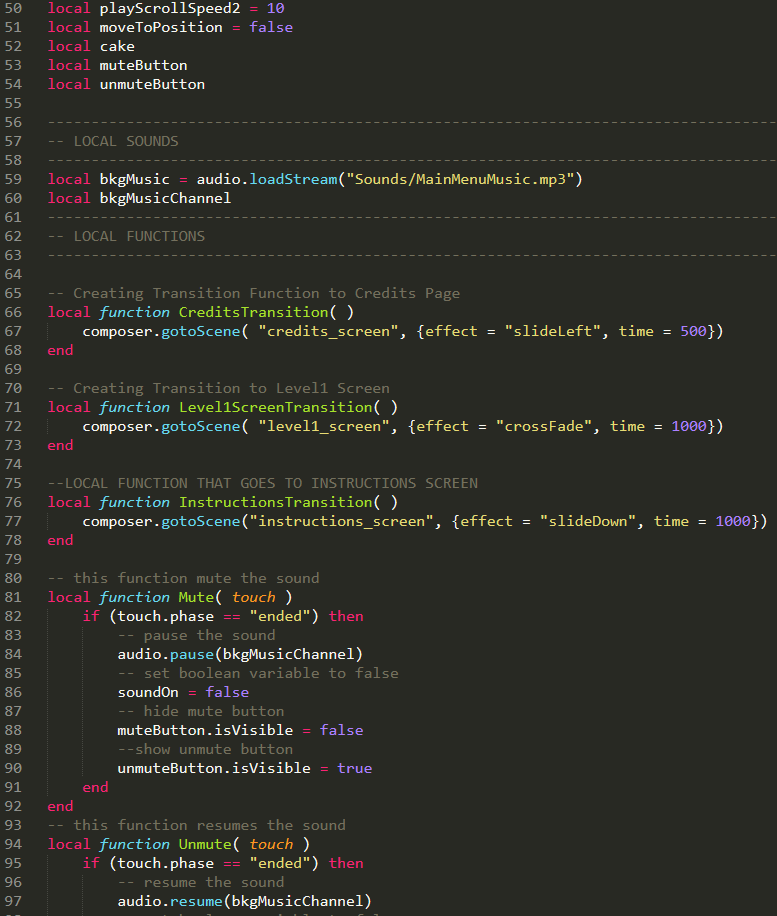 50 local playScrollSpeed2 = 10
51 local moveToPosition = false
52 local cake
53 local muteButton
54 local unmuteButton
55
56 -----------------------------------------------------------------------------------
57 -- LOCAL SOUNDS
58 -----------------------------------------------------------------------------------
59 local bkgMusic = audio.loadStream("Sounds/MainMenuMusic.mp3")
60 local bkgMusicChannel
61 -----------------------------------------------------------------------------------
62 -- LOCAL FUNCTIONS
63 -----------------------------------------------------------------------------------
64
65 -- Creating Transition Function to Credits Page
66 local function CreditsTransition( )
67     composer.gotoScene( "credits_screen", {effect = "slideLeft", time = 500})
68 end
69
70 -- Creating Transition to Level1 Screen
71 local function Level1ScreenTransition( )
72     composer.gotoScene( "level1_screen", {effect = "crossFade", time = 1000})
73 end
74
75 --LOCAL FUNCTION THAT GOES TO INSTRUCTIONS SCREEN
76 local function InstructionsTransition( )
77     composer.gotoScene("instructions_screen", {effect = "slideDown", time = 1000})
78 end
79
80 -- this function mute the sound
81 local function Mute( touch )
82     if (touch.phase == "ended") then
83         -- pause the sound
84         audio.pause(bkgMusicChannel)
85         -- set boolean variable to false
86         soundOn = false
87         -- hide mute button
88         muteButton.isVisible = false
89         --show unmute button
90         unmuteButton.isVisible = true
91     end
92 end
93 -- this function resumes the sound
94 local function Unmute( touch )
95     if (touch.phase == "ended") then
96         -- resume the sound
97         audio.resume(bkgMusicChannel)